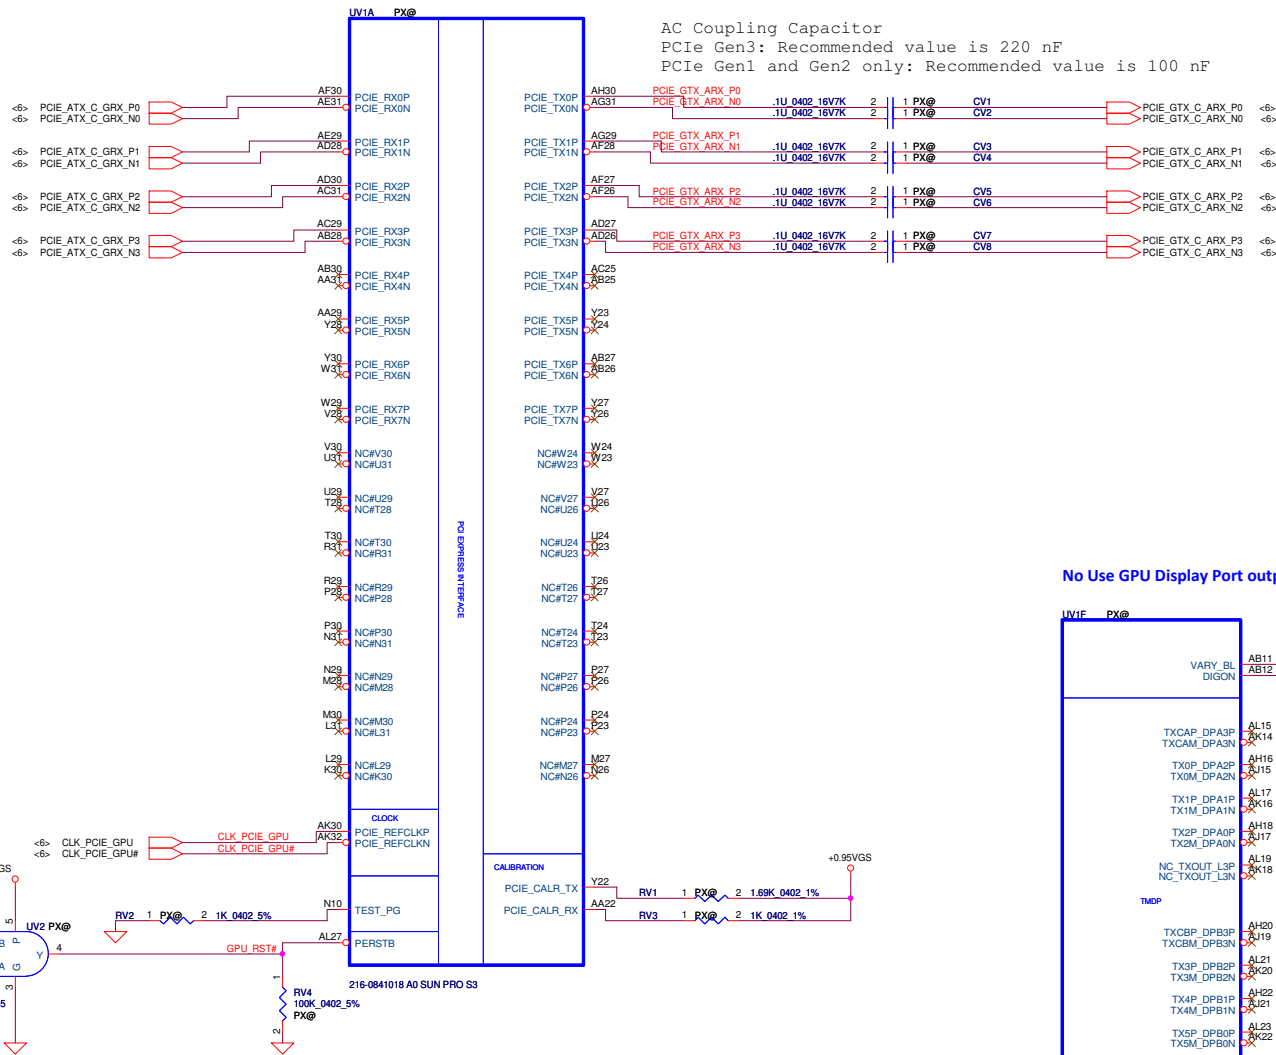 UV1A PX@
AC Coupling Capacitor
PCIe Gen3: Recommended value is 220 nF
PCIe Gen1 and Gen2 only: Recommended value is 100 nF
<6> PCIE_ATX_C_GRX_P0 AF30 PCIE_RX0P PCIE_TX0P AH30 PCIE_GTX_ARX_P0 .1U_0402_16V7K 2 1 PX@ CV1 PCIE_GTX_C_ARX_P0 <6>
<6> PCIE_ATX_C_GRX_N0 AE31 PCIE_RX0N PCIE_TX0N AG31 PCIE_GTX_ARX_N0 .1U_0402_16V7K 2 1 PX@ CV2 PCIE_GTX_C_ARX_N0 <6>
<6> PCIE_ATX_C_GRX_P1 AE29 PCIE_RX1P PCIE_TX1P AG29 PCIE_GTX_ARX_P1 .1U_0402_16V7K 2 1 PX@ CV3 PCIE_GTX_C_ARX_P1 <6>
<6> PCIE_ATX_C_GRX_N1 AD28 PCIE_RX1N PCIE_TX1N AF28 PCIE_GTX_ARX_N1 .1U_0402_16V7K 2 1 PX@ CV4 PCIE_GTX_C_ARX_N1 <6>
<6> PCIE_ATX_C_GRX_P2 AD30 PCIE_RX2P PCIE_TX2P AF27 PCIE_GTX_ARX_P2 .1U_0402_16V7K 2 1 PX@ CV5 PCIE_GTX_C_ARX_P2 <6>
<6> PCIE_ATX_C_GRX_N2 AC31 PCIE_RX2N PCIE_TX2N AF26 PCIE_GTX_ARX_N2 .1U_0402_16V7K 2 1 PX@ CV6 PCIE_GTX_C_ARX_N2 <6>
<6> PCIE_ATX_C_GRX_P3 AC29 PCIE_RX3P PCIE_TX3P AD27 PCIE_GTX_ARX_P3 .1U_0402_16V7K 2 1 PX@ CV7 PCIE_GTX_C_ARX_P3 <6>
<6> PCIE_ATX_C_GRX_N3 AB28 PCIE_RX3N PCIE_TX3N AD26 PCIE_GTX_ARX_N3 .1U_0402_16V7K 2 1 PX@ CV8 PCIE_GTX_C_ARX_N3 <6>
AB30 PCIE_RX4P PCIE_TX4P AC25
AA31 PCIE_RX4N PCIE_TX4N AB25
AA29 PCIE_RX5P PCIE_TX5P Y23
Y28 PCIE_RX5N PCIE_TX5N Y24
Y30 PCIE_RX6P PCIE_TX6P AB27
W31 PCIE_RX6N PCIE_TX6N AB26
W29 PCIE_RX7P PCIE_TX7P Y27
V28 PCIE_RX7N PCIE_TX7N Y26
V30 NC#V30 NC#W24 W24
U31 NC#U31 NC#W23 W23
U29 NC#U29 NC#V27 V27
T28 NC#T28 NC#U26 U26
PCI EXPRESS INTERFACE
T30 NC#T30 NC#U24 U24
R31 NC#R31 NC#U23 U23
R29 NC#R29 NC#T26 T26
P28 NC#P28 NC#T27 T27
P30 NC#P30 NC#T24 T24
N31 NC#N31 NC#T23 T23
N29 NC#N29 NC#P27 P27
M28 NC#M28 NC#P26 P26
M30 NC#M30 NC#P24 P24
L31 NC#L31 NC#P23 P23
L29 NC#L29 NC#M27 M27
K30 NC#K30 NC#N26 N26
CLOCK
<6> CLK_PCIE_GPU CLK_PCIE_GPU AK30 PCIE_REFCLKP
<6> CLK_PCIE_GPU# CLK_PCIE_GPU# AK32 PCIE_REFCLKN
CALIBRATION
+0.95VGS
PCIE_CALR_TX Y22 RV1 1 PX@ 2 1.69K_0402_1%
PCIE_CALR_RX AA22 RV3 1 PX@ 2 1K_0402_1%
RV2 1 PX@ 2 1K_0402_5% N10 TEST_PG
GS
5
UV2 PX@
B P
Y 4
A G
3
5
GPU_RST# AL27 PERSTB
1
RV4
100K_0402_5%
PX@
2
216-0841018 A0 SUN PRO S3
No Use GPU Display Port outp
UV1F PX@
VARY_BL AB11
DIGON AB12
TXCAP_DPA3P AL15
TXCAM_DPA3N AK14
TX0P_DPA2P AH16
TX0M_DPA2N AJ15
TX1P_DPA1P AL17
TX1M_DPA1N AK16
TX2P_DPA0P AH18
TX2M_DPA0N AJ17
NC_TXOUT_L3P AL19
NC_TXOUT_L3N AK18
TMDP
TXCBP_DPB3P AH20
TXCBM_DPB3N AJ19
TX3P_DPB2P AL21
TX3M_DPB2N AK20
TX4P_DPB1P AH22
TX4M_DPB1N AJ21
TX5P_DPB0P AL23
TX5M_DPB0N AK22